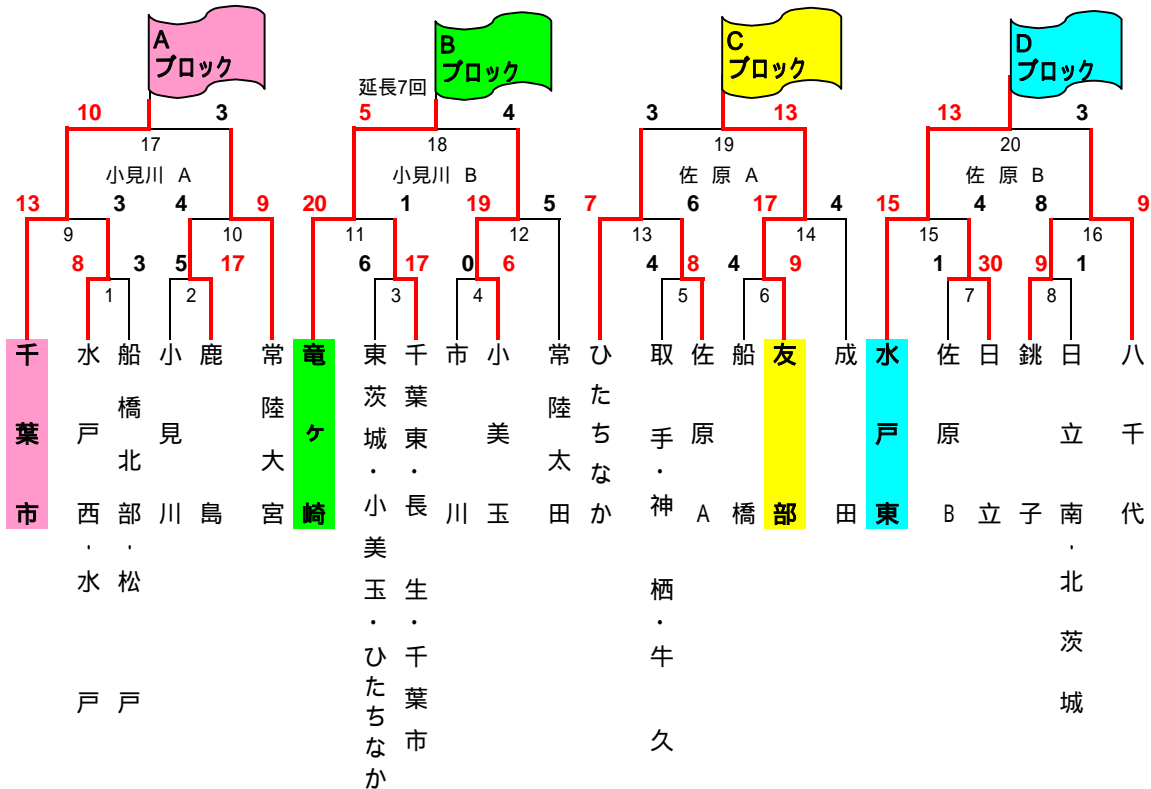 A
ブロック
B
ブロック
C
ブロック
D
ブロック
延長7回
10 3
5 4
3 13
13 3
17
18
19
20
小見川 A
小見川 B
佐原 A
佐原 B
13 3 4 9
20 1 19 5
7 6 17 4
15 4 8 9
9 10
11 12
13 14
15 16
8 3 5 17
6 17 0 6
4 8 4 9
1 30 9 1
1 2
3 4
5 6
7 8
千葉市
水戸西・水戸
船橋北部・松戸
小見川
鹿島
常陸大宮
竜ヶ崎
東茨城・小美玉・ひたちなか
千葉東・長生・千葉市
市川
小美玉
常陸太田
ひたちなか
取手・神栖・牛久
佐原A
船橋
友部
成田
水戸東
佐原B
日立
銚子
日立南・北茨城
八千代